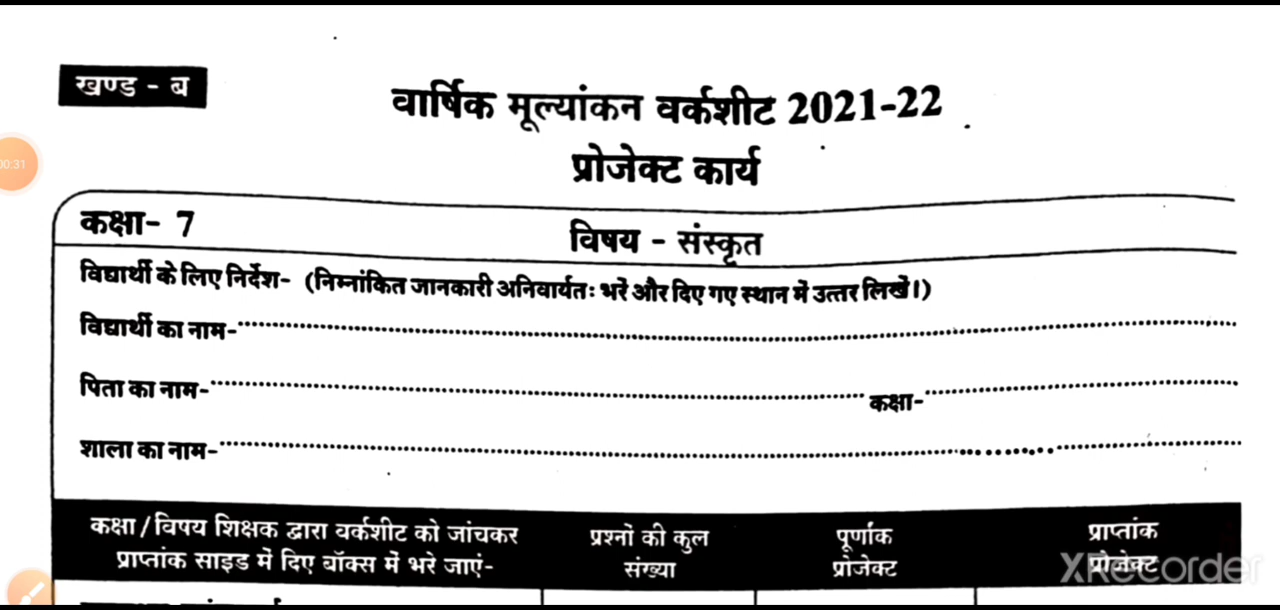 खण्ड - ब
वार्षिक मूल्यांकन वर्कशीट 2021-22
प्रोजेक्ट कार्य
00:31
कक्षा- 7
विषय - संस्कृत
विद्यार्थी के लिए निर्देश- (निम्नांकित जानकारी अनिवार्यतः भरें और दिए गए स्थान में उत्तर लिखें।)
विद्यार्थी का नाम-
पिता का नाम- कक्षा-
शाला का नाम-
कक्षा/विषय शिक्षक द्वारा वर्कशीट को जांचकर
प्राप्तांक साइड में दिए बॉक्स में भरे जाएं-
प्रश्नों की कुल
संख्या
पूर्णांक
प्रोजेक्ट
प्राप्तांक
प्रोजेक्ट
XRecorder